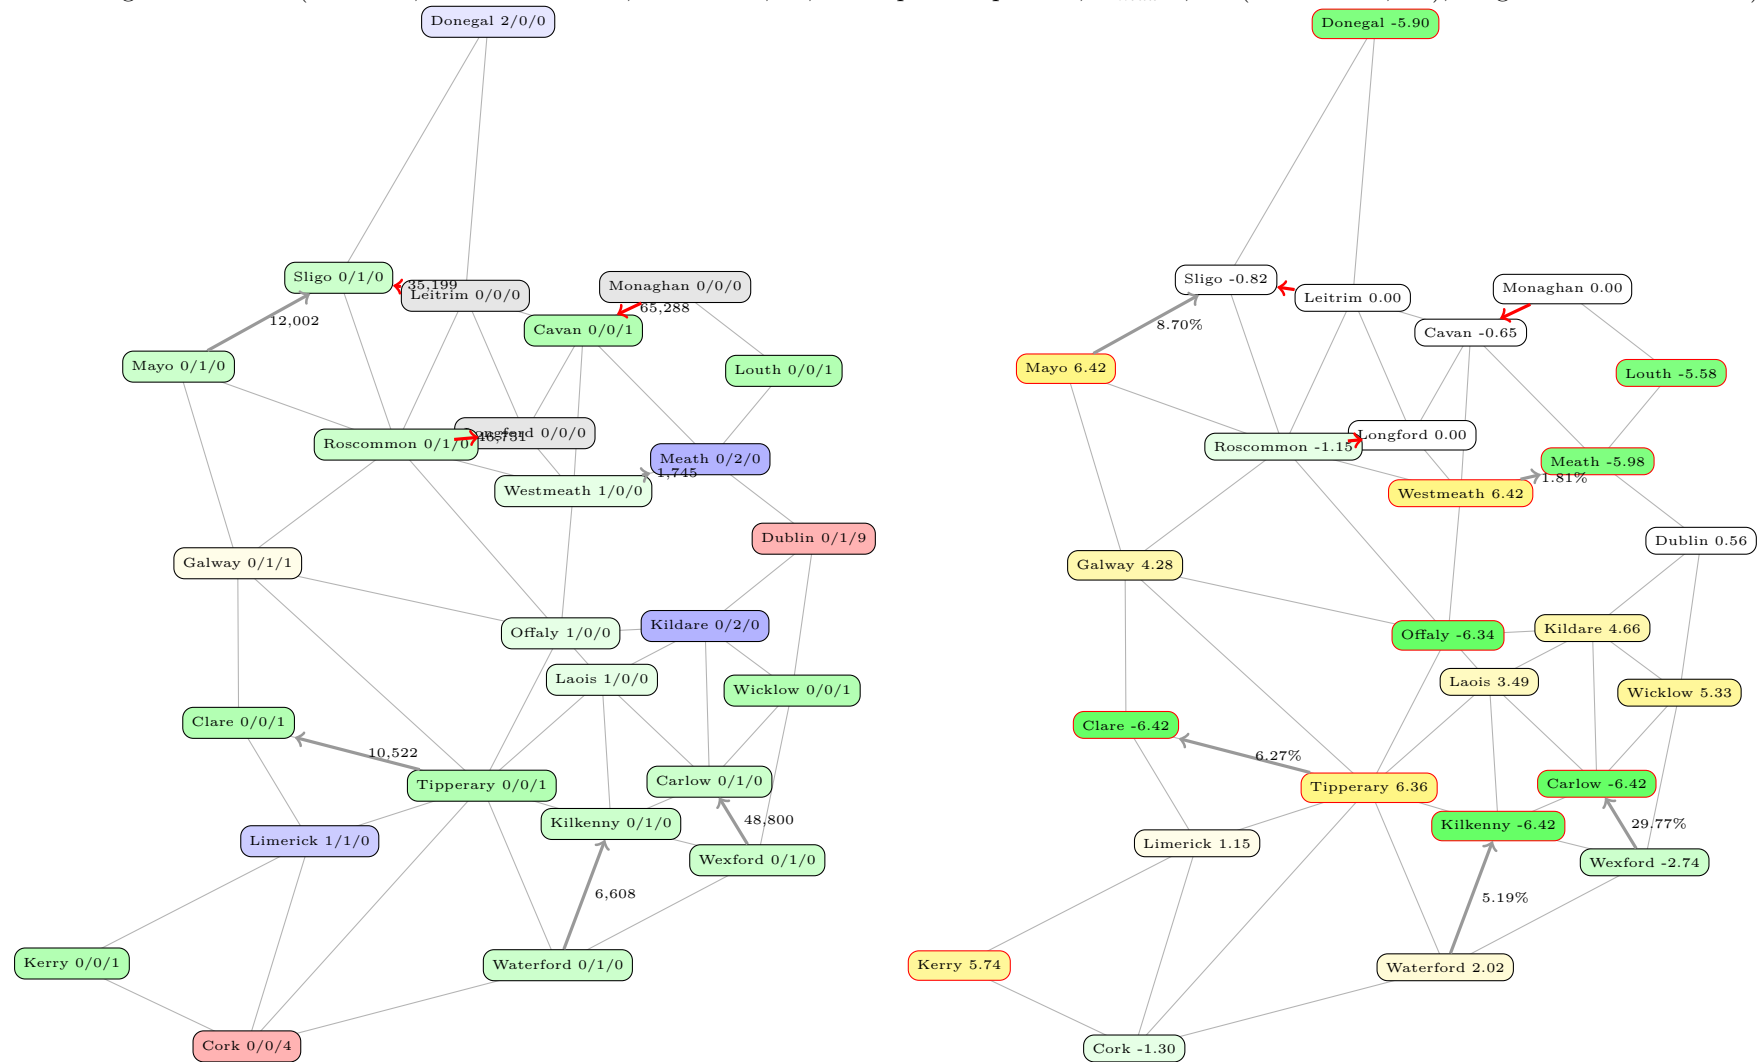 Donegal 2/0/0
Sligo 0/1/0
35,199
Leitrim 0/0/0
Monaghan 0/0/0
65,288
12,002
Cavan 0/0/1
Mayo 0/1/0
Louth 0/0/1
Roscommon 0/1/0
46,731
Longford 0/0/0
Meath 0/2/0
1,745
Westmeath 1/0/0
Dublin 0/1/9
Galway 0/1/1
Offaly 1/0/0
Kildare 0/2/0
Laois 1/0/0
Wicklow 0/0/1
Clare 0/0/1
10,522
Tipperary 0/0/1
Carlow 0/1/0
48,800
Kilkenny 0/1/0
Limerick 1/1/0
Wexford 0/1/0
6,608
Kerry 0/0/1
Waterford 0/1/0
Cork 0/0/4
Donegal -5.90
Sligo -0.82
Leitrim 0.00
Monaghan 0.00
8.70%
Cavan -0.65
Mayo 6.42
Louth -5.58
Roscommon -1.15
Longford 0.00
Meath -5.98
1.81%
Westmeath 6.42
Dublin 0.56
Galway 4.28
Offaly -6.34
Kildare 4.66
Laois 3.49
Wicklow 5.33
Clare -6.42
6.27%
Tipperary 6.36
Carlow -6.42
29.77%
Kilkenny -6.42
Limerick 1.15
Wexford -2.74
5.19%
Kerry 5.74
Waterford 2.02
Cork -1.30